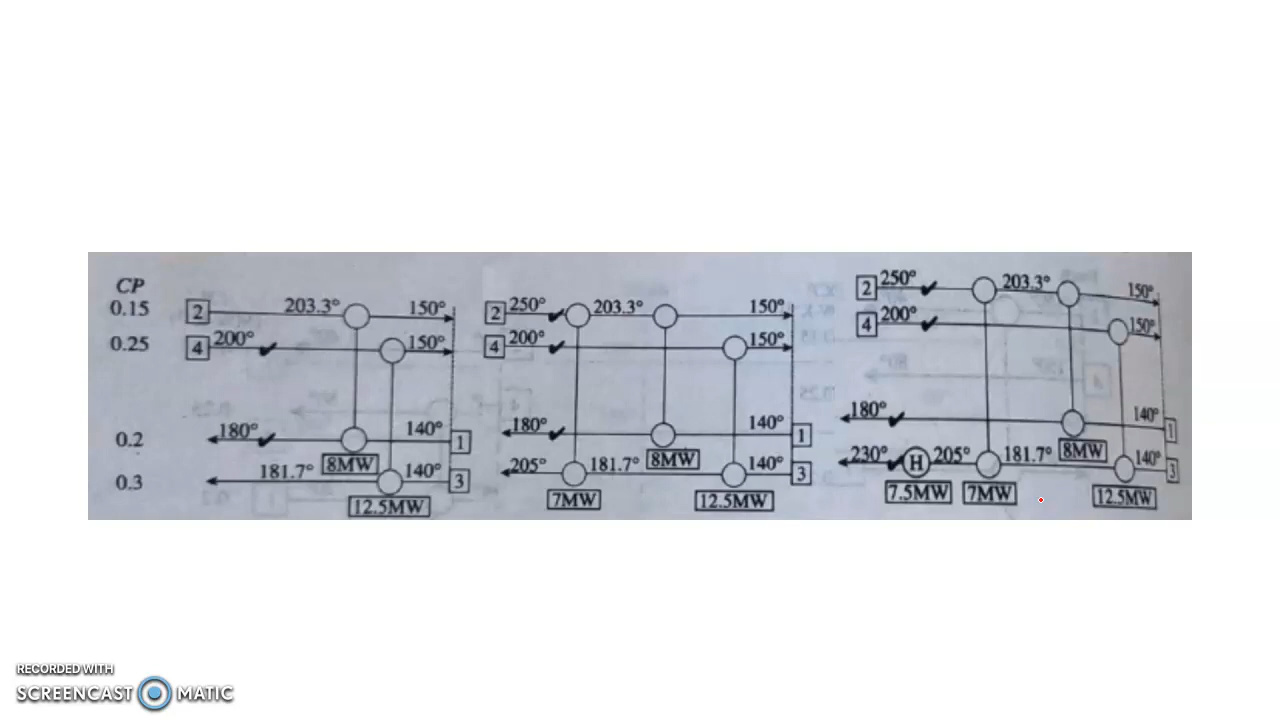 CP
0.15 2 203.3° 150°
0.25 4 200° 150°
0.2 180° 140° 1
8MW
0.3 181.7° 140° 3
12.5MW
2 250° 203.3° 150°
4 200° 150°
180° 140° 1
8MW
205° 181.7° 140° 3
7MW 12.5MW
2 250° 203.3° 150°
4 200° 150°
180° 140° 1
8MW
230° H 205° 181.7° 140° 3
7.5MW 7MW 12.5MW
RECORDED WITH
SCREENCAST MATIC